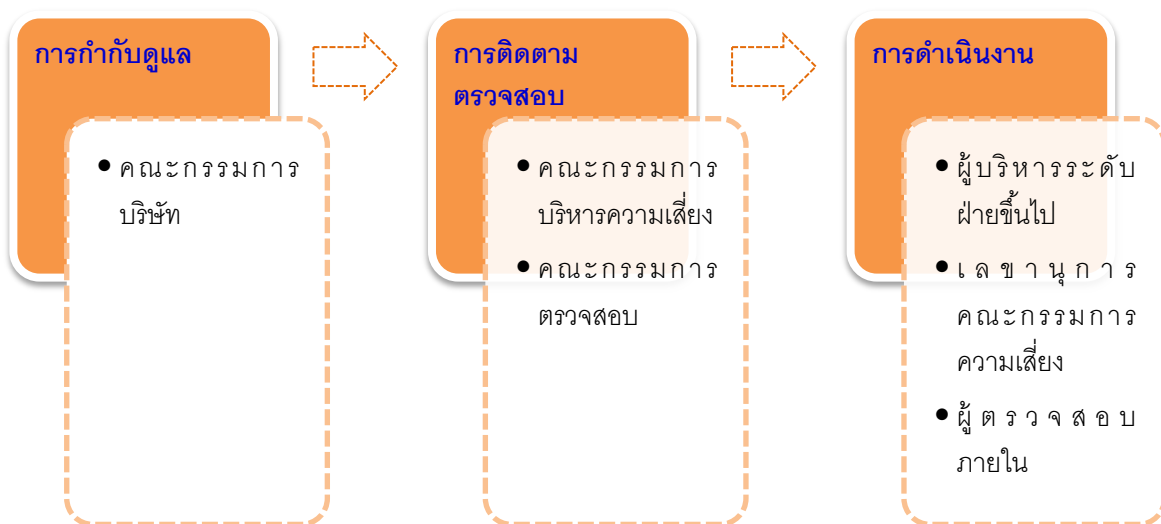 การกำกับดูแล
• คณะกรรมการ
บริษัท
การติดตาม
ตรวจสอบ
• คณะกรรมการ
บริหารความเสี่ยง
• คณะกรรมการ
ตรวจสอบ
การดำเนินงาน
• ผู้บริหารระดับ
ฝ่ายขึ้นไป
• เลขานุการ
คณะกรรมการ
ความเสี่ยง
• ผู้ตรวจสอบ
ภายใน